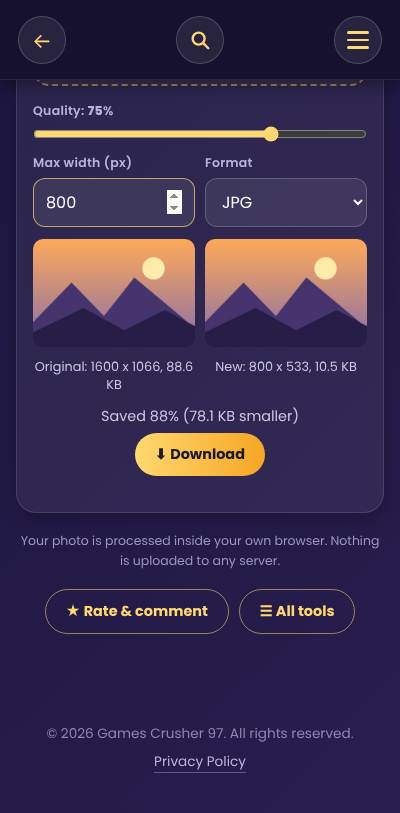 Quality: 75%
Max width (px) Format
800 JPG
Original: 1600 x 1066, 88.6
KB
New: 800 x 533, 10.5 KB
Saved 88% (78.1 KB smaller)
⬇ Download
Your photo is processed inside your own browser. Nothing
is uploaded to any server.
★ Rate & comment ☰ All tools
© 2026 Games Crusher 97. All rights reserved.
Privacy Policy